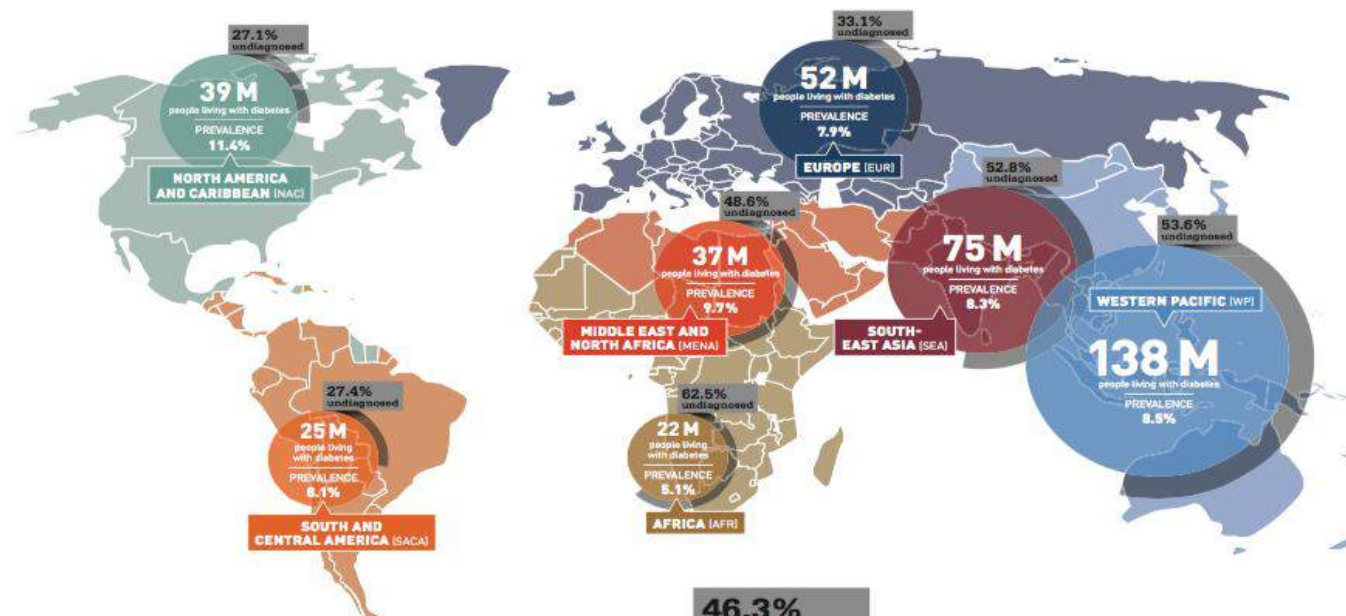 27.1%
undiagnosed
39 M
people living with diabetes
PREVALENCE
11.4%
NORTH AMERICA
AND CARIBBEAN [NAC]
33.1%
undiagnosed
52 M
people living with diabetes
PREVALENCE
7.9%
EUROPE [EUR]
48.6%
undiagnosed
37 M
people living with diabetes
PREVALENCE
9.7%
MIDDLE EAST AND
NORTH AFRICA [MENA]
52.8%
undiagnosed
75 M
people living with diabetes
PREVALENCE
8.3%
SOUTH-
EAST ASIA [SEA]
53.6%
undiagnosed
WESTERN PACIFIC [WP]
138 M
people living with diabetes
PREVALENCE
8.5%
27.4%
undiagnosed
25 M
people living
with diabetes
PREVALENCE
8.1%
SOUTH AND
CENTRAL AMERICA [SACA]
62.5%
undiagnosed
22 M
people living
with diabetes
PREVALENCE
5.1%
AFRICA [AFR]
46.3%